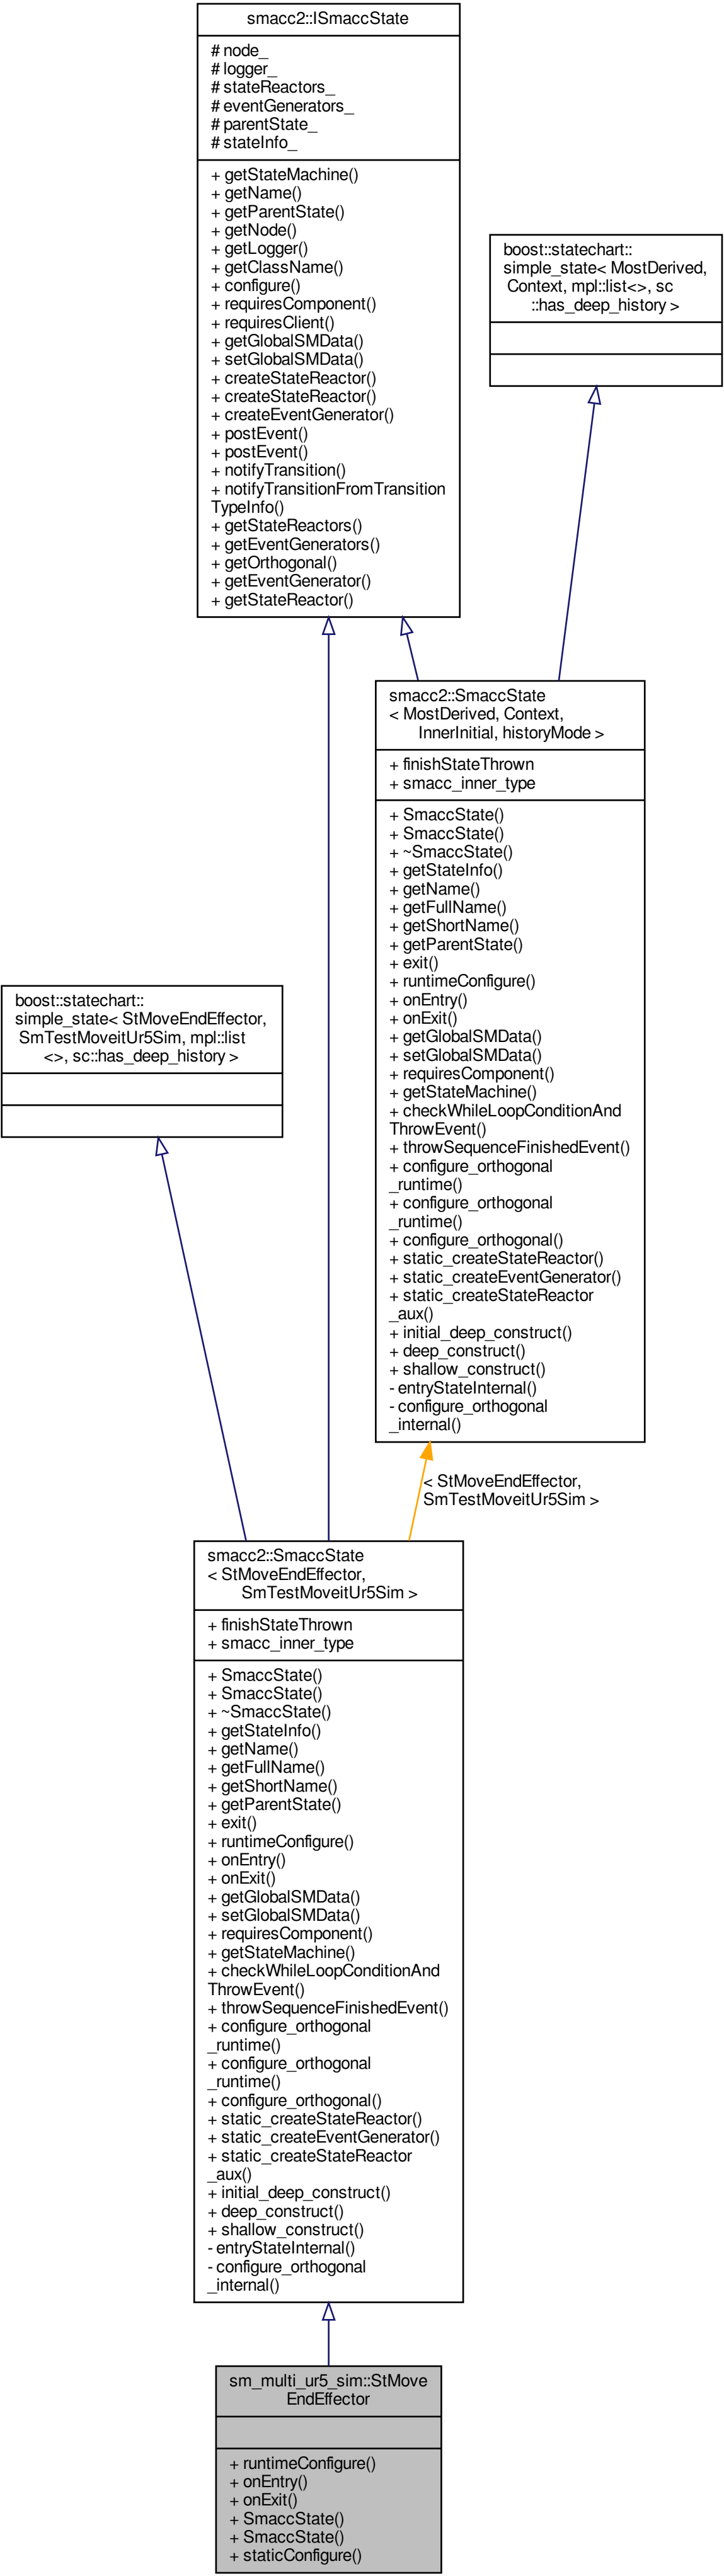 smacc2::ISmaccState
# node_
# logger_
# stateReactors_
# eventGenerators_
# parentState_
# stateInfo_
+ getStateMachine()
+ getName()
+ getParentState()
+ getNode()
+ getLogger()
+ getClassName()
+ configure()
+ requiresComponent()
+ requiresClient()
+ getGlobalSMData()
+ setGlobalSMData()
+ createStateReactor()
+ createStateReactor()
+ createEventGenerator()
+ postEvent()
+ postEvent()
+ notifyTransition()
+ notifyTransitionFromTransition
TypeInfo()
+ getStateReactors()
+ getEventGenerators()
+ getOrthogonal()
+ getEventGenerator()
+ getStateReactor()
boost::statechart::
simple_state< MostDerived,
Context, mpl::list<>, sc
::has_deep_history >
smacc2::SmaccState
< MostDerived, Context,
InnerInitial, historyMode >
+ finishStateThrown
+ smacc_inner_type
+ SmaccState()
+ SmaccState()
+ ~SmaccState()
+ getStateInfo()
+ getName()
+ getFullName()
+ getShortName()
+ getParentState()
+ exit()
+ runtimeConfigure()
+ onEntry()
+ onExit()
+ getGlobalSMData()
+ setGlobalSMData()
+ requiresComponent()
+ getStateMachine()
+ checkWhileLoopConditionAnd
ThrowEvent()
+ throwSequenceFinishedEvent()
+ configure_orthogonal
_runtime()
+ configure_orthogonal
_runtime()
+ configure_orthogonal()
+ static_createStateReactor()
+ static_createEventGenerator()
+ static_createStateReactor
_aux()
+ initial_deep_construct()
+ deep_construct()
+ shallow_construct()
- entryStateInternal()
- configure_orthogonal
_internal()
boost::statechart::
simple_state< StMoveEndEffector,
SmTestMoveitUr5Sim, mpl::list
<>, sc::has_deep_history >
< StMoveEndEffector,
SmTestMoveitUr5Sim >
smacc2::SmaccState
< StMoveEndEffector,
SmTestMoveitUr5Sim >
+ finishStateThrown
+ smacc_inner_type
+ SmaccState()
+ SmaccState()
+ ~SmaccState()
+ getStateInfo()
+ getName()
+ getFullName()
+ getShortName()
+ getParentState()
+ exit()
+ runtimeConfigure()
+ onEntry()
+ onExit()
+ getGlobalSMData()
+ setGlobalSMData()
+ requiresComponent()
+ getStateMachine()
+ checkWhileLoopConditionAnd
ThrowEvent()
+ throwSequenceFinishedEvent()
+ configure_orthogonal
_runtime()
+ configure_orthogonal
_runtime()
+ configure_orthogonal()
+ static_createStateReactor()
+ static_createEventGenerator()
+ static_createStateReactor
_aux()
+ initial_deep_construct()
+ deep_construct()
+ shallow_construct()
- entryStateInternal()
- configure_orthogonal
_internal()
sm_multi_ur5_sim::StMove
EndEffector
+ runtimeConfigure()
+ onEntry()
+ onExit()
+ SmaccState()
+ SmaccState()
+ staticConfigure()